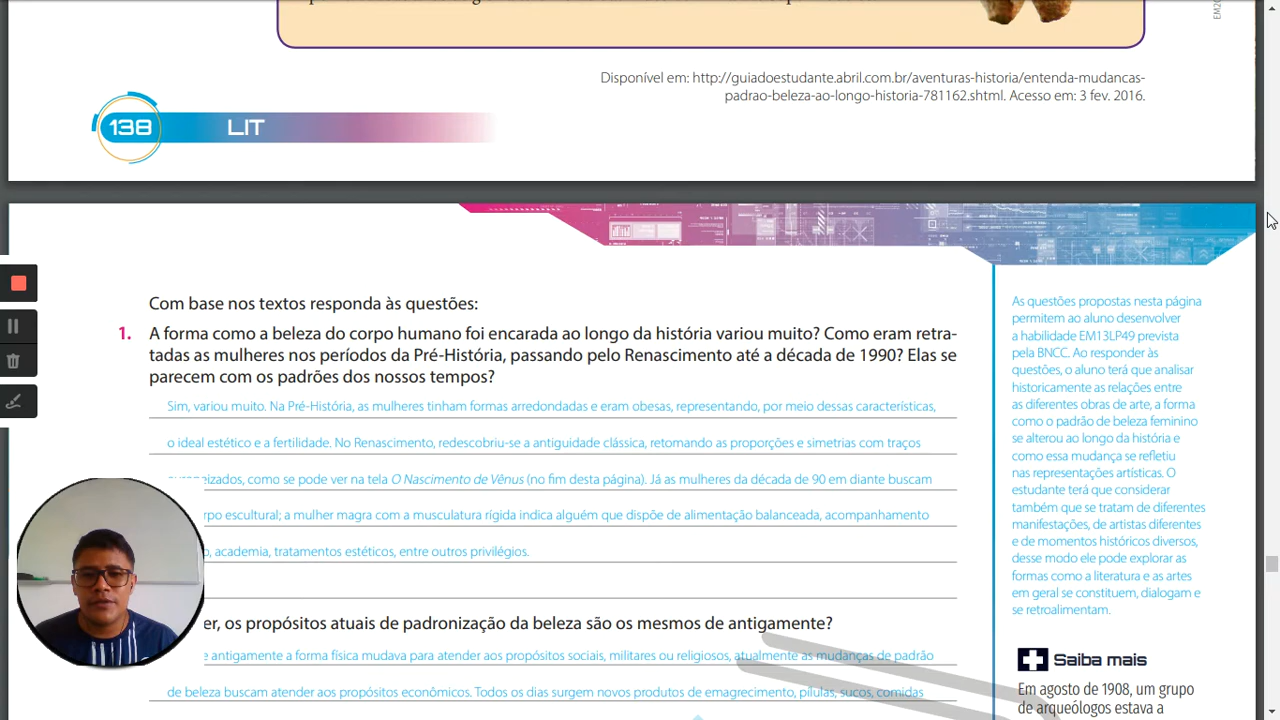 Disponível em: http://guiadoestudante.abril.com.br/aventuras-historia/entenda-mudancas-
padrao-beleza-ao-longo-historia-781162.shtml. Acesso em: 3 fev. 2016.
138 LIT
Com base nos textos responda às questões:
1. A forma como a beleza do corpo humano foi encarada ao longo da história variou muito? Como eram retra-
tadas as mulheres nos períodos da Pré-História, passando pelo Renascimento até a década de 1990? Elas se
parecem com os padrões dos nossos tempos?
Sim, variou muito. Na Pré-História, as mulheres tinham formas arredondadas e eram obesas, representando, por meio dessas características,
o ideal estético e a fertilidade. No Renascimento, redescobriu-se a antiguidade clássica, retomando as proporções e simetrias com traços
como se pode ver na tela O Nascimento de Vênus (no fim desta página). Já as mulheres da década de 90 em diante buscam
escultural; a mulher magra com a musculatura rígida indica alguém que dispõe de alimentação balanceada, acompanhamento
academia, tratamentos estéticos, entre outros privilégios.
os propósitos atuais de padronização da beleza são os mesmos de antigamente?
antigamente a forma física mudava para atender aos propósitos sociais, militares ou religiosos, atualmente as mudanças de padrão
de beleza buscam atender aos propósitos econômicos. Todos os dias surgem novos produtos de emagrecimento, pílulas, sucos, comidas
As questões propostas nesta página
permitem ao aluno desenvolver
a habilidade EM13LP49 prevista
pela BNCC. Ao responder às
questões, o aluno terá que analisar
historicamente as relações entre
as diferentes obras de arte, a forma
como o padrão de beleza feminino
se alterou ao longo da história e
como essa mudança se refletiu
nas representações artísticas. O
estudante terá que considerar
também que se tratam de diferentes
manifestações, de artistas diferentes
e de momentos históricos diversos,
desse modo ele pode explorar as
formas como a literatura e as artes
em geral se constituem, dialogam e
se retroalimentam.
Saiba mais
Em agosto de 1908, um grupo
de arqueólogos estava a